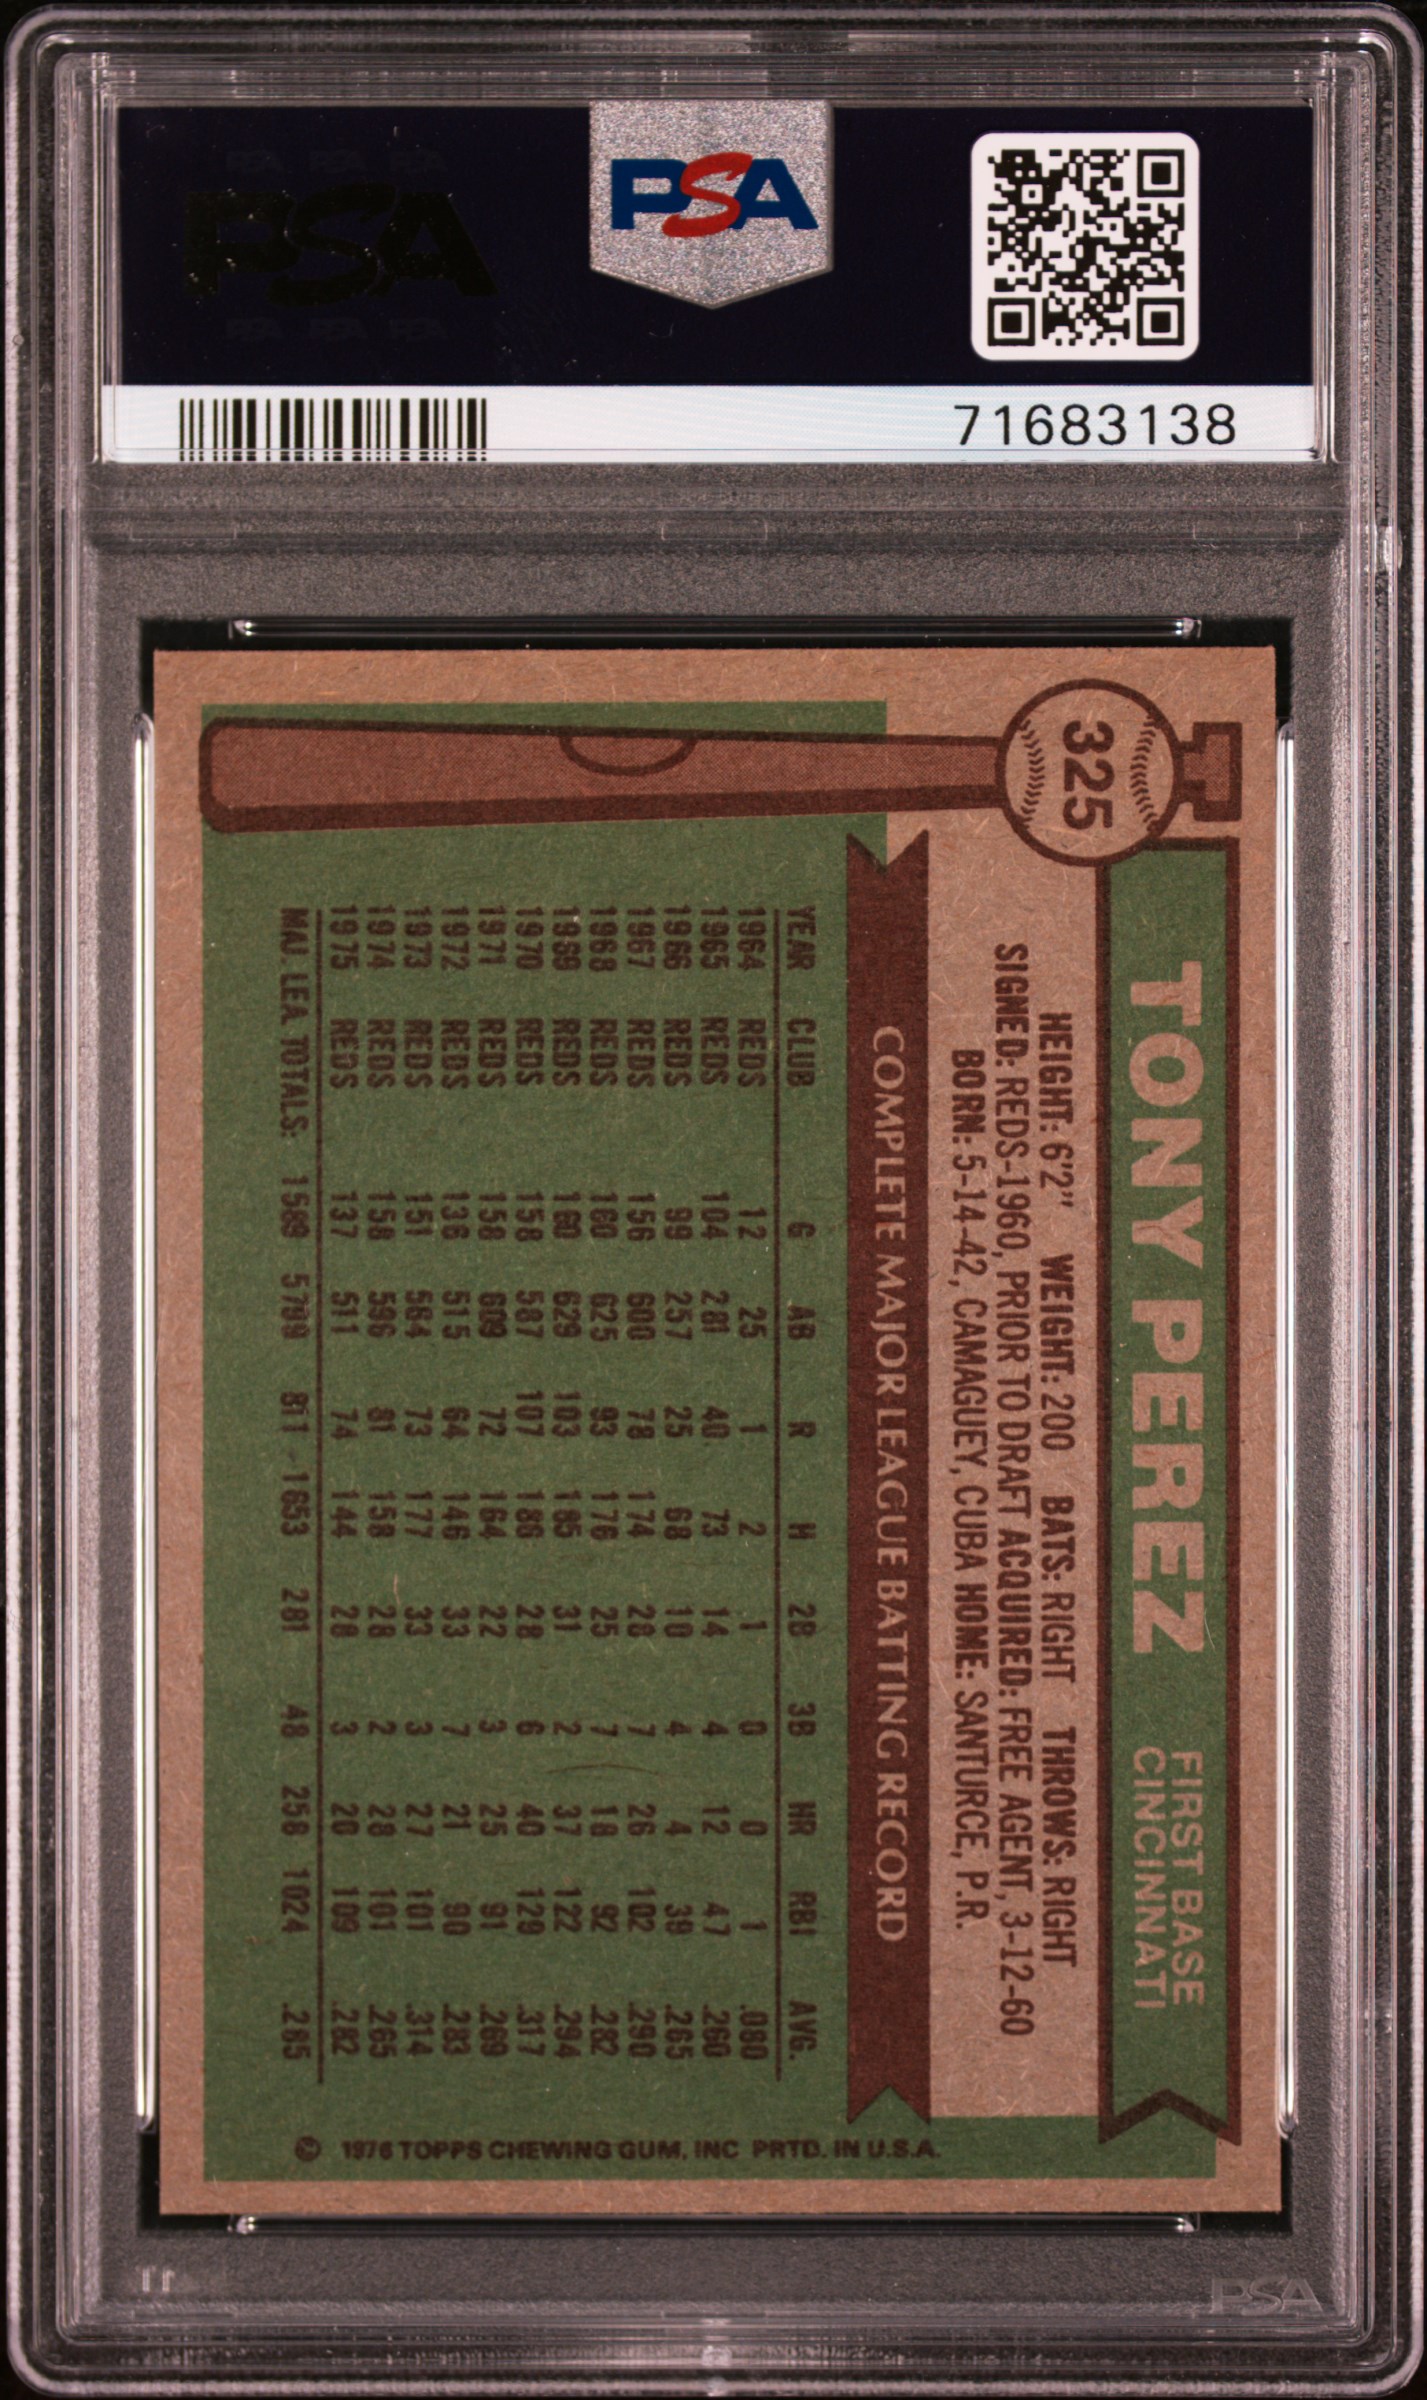 PSA
PSA PSA PSA
PSA
PSA PSA PSA
71683138
325
TONY PEREZ
FIRST BASE
CINCINNATI
HEIGHT: 6'2" WEIGHT: 200 BATS: RIGHT THROWS: RIGHT
SIGNED: REDS-1960, PRIOR TO DRAFT ACQUIRED: FREE AGENT, 3-12-60
BORN: 5-14-42, CAMAGUEY, CUBA HOME: SANTURCE, P.R.
COMPLETE MAJOR LEAGUE BATTING RECORD
YEAR CLUB G AB R H 2B 3B HR RBI AVG.
1964 REDS 12 25 1 2 1 0 0 1 .080
1965 REDS 104 281 40 73 14 4 12 47 .260
1966 REDS 99 257 25 68 10 4 4 39 .265
1967 REDS 156 600 78 174 28 7 26 102 .290
1968 REDS 160 625 93 176 25 7 18 92 .282
1969 REDS 160 629 103 185 31 2 37 122 .294
1970 REDS 158 587 107 186 28 6 40 129 .317
1971 REDS 158 609 72 164 22 3 25 91 .269
1972 REDS 136 515 64 146 33 7 21 90 .283
1973 REDS 151 564 73 177 33 3 27 101 .314
1974 REDS 158 596 81 158 28 2 28 101 .265
1975 REDS 137 511 74 144 28 3 20 109 .282
MAJ. LEA. TOTALS: 1589 5799 811 1653 281 48 258 1024 .285
© 1976 TOPPS CHEWING GUM, INC PRTD. IN U.S.A.
PSA